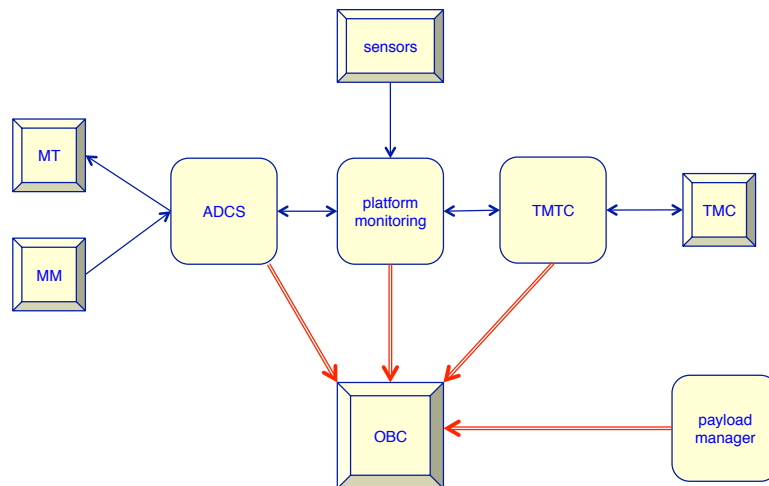 sensors
MT
ADCS
platform
monitoring
TMTC
TMC
MM
OBC
payload
manager